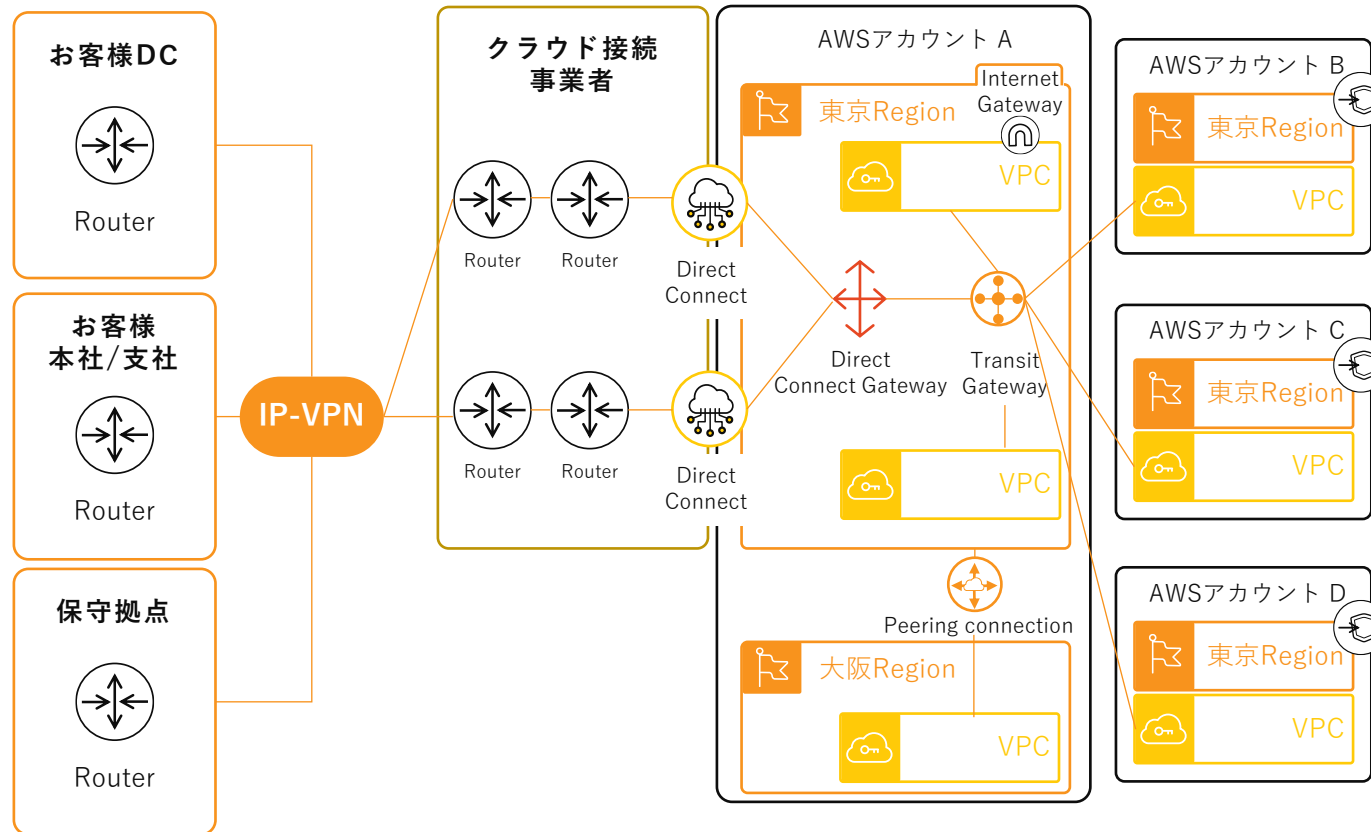 お客様DC
Router
お客様
本社/支社
Router
保守拠点
Router
IP-VPN
クラウド接続
事業者
Router
Router
Direct
Connect
Router
Router
Direct
Connect
AWSアカウント A
東京Region
Internet
Gateway
VPC
Direct
Connect Gateway
Transit
Gateway
VPC
Peering connection
大阪Region
VPC
AWSアカウント B
東京Region
VPC
AWSアカウント C
東京Region
VPC
AWSアカウント D
東京Region
VPC